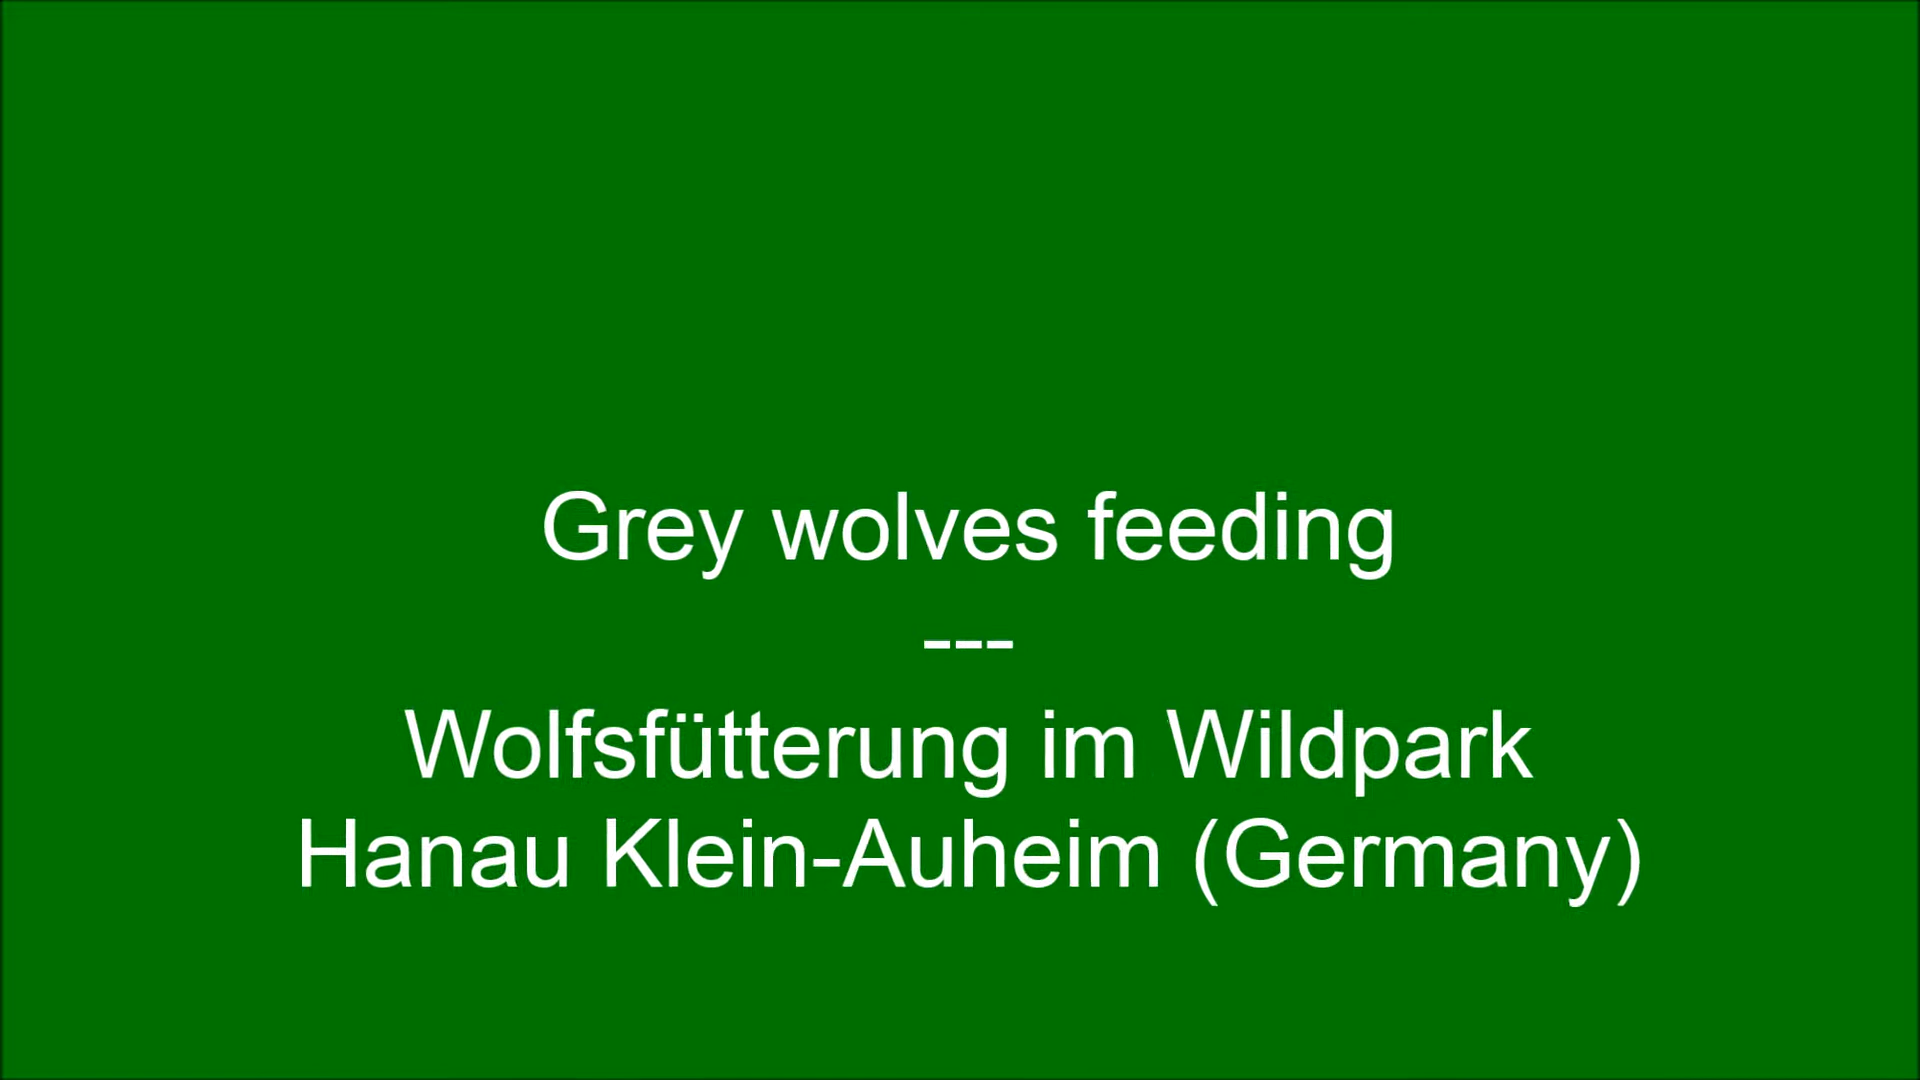 Grey wolves feeding
---
Wolfsfütterung im Wildpark
Hanau Klein-Auheim (Germany)